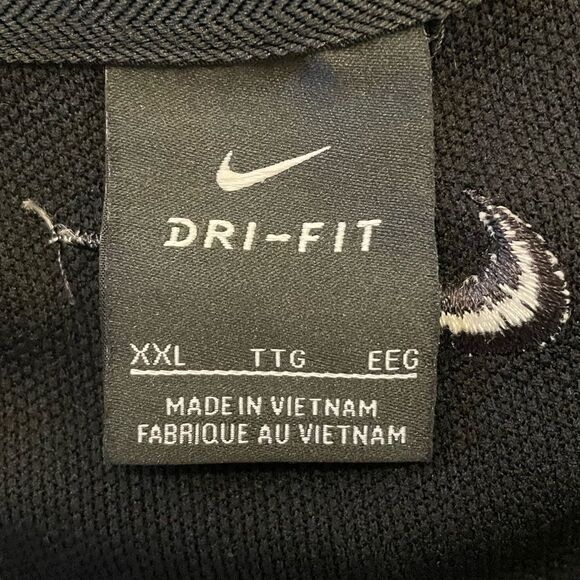 DRI-FIT
XXL TTG EEG
MADE IN VIETNAM
FABRIQUE AU VIETNAM